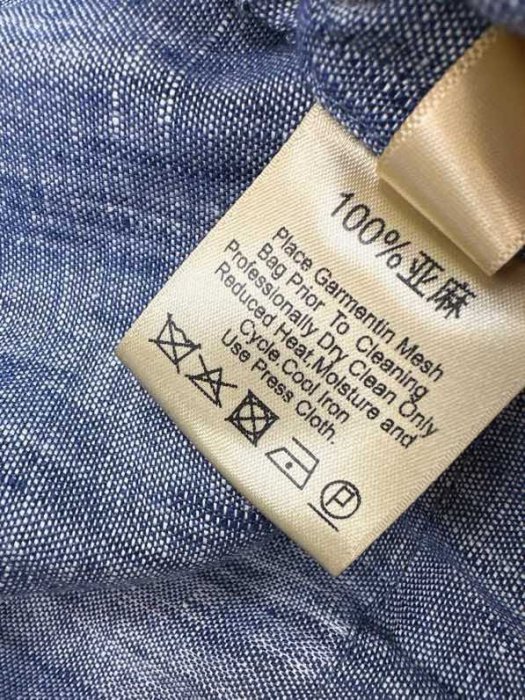 100%亚麻
Place Garmentin Mesh
Bag Prior To Cleaning
Professionally Dry Clean Only
Reduced Heat.Moisture and
Cycle Cool Iron
Use Press Cloth.
P